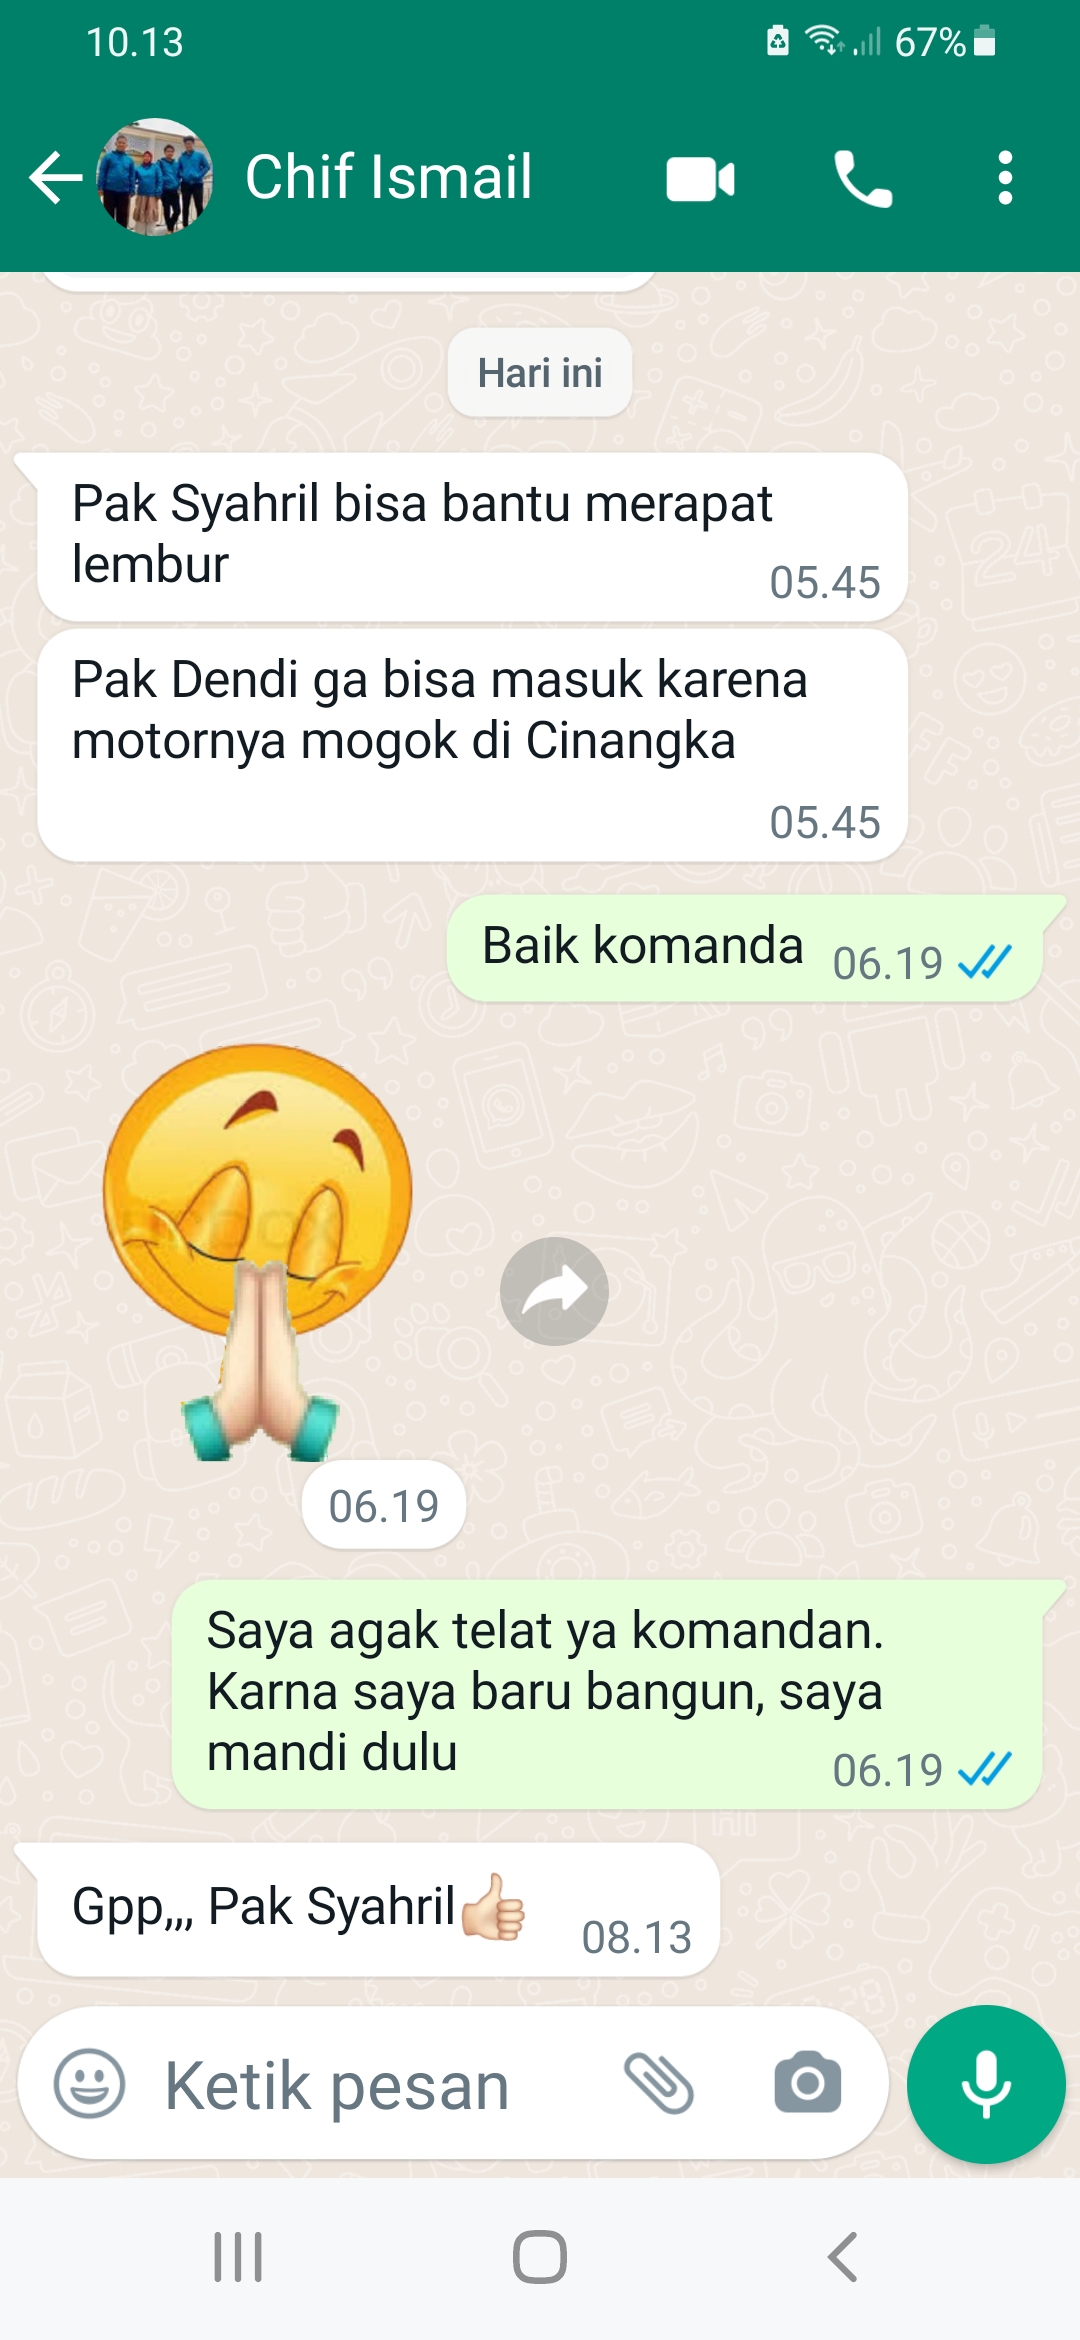 10.13
67%
Chif Ismail
Hari ini
Pak Syahril bisa bantu merapat
lembur
05.45
Pak Dendi ga bisa masuk karena
motornya mogok di Cinangka
05.45
Baik komanda
06.19
06.19
Saya agak telat ya komandan.
Karna saya baru bangun, saya
mandi dulu
06.19
Gpp,,, Pak Syahril👍🏻
08.13
Ketik pesan